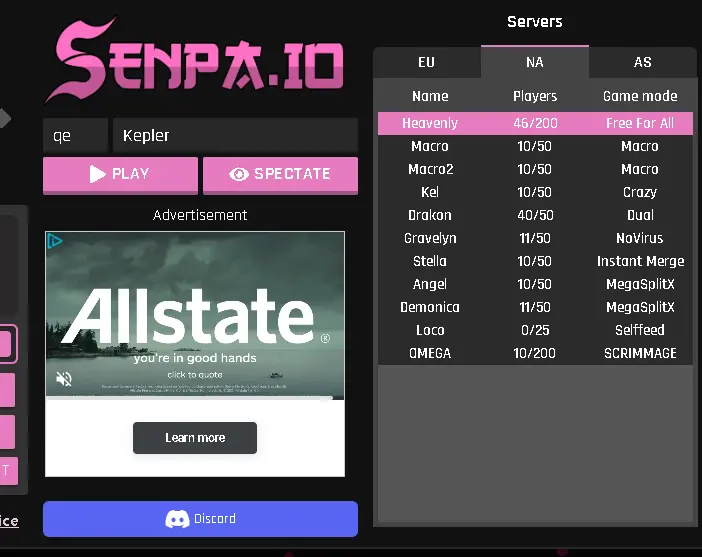 SENPA.IO
qe
Kepler
PLAY
SPECTATE
Advertisement
Allstate®
you're in good hands
click to quote
Learn more
Discord
T
ice
Servers
EU NA AS
Name Players Game mode
Heavenly 46/200 Free For All
Macro 10/50 Macro
Macro2 10/50 Macro
Kel 10/50 Crazy
Drakon 40/50 Dual
Gravelyn 11/50 NoVirus
Stella 10/50 Instant Merge
Angel 10/50 MegaSplitX
Demonica 11/50 MegaSplitX
Loco 0/25 Selffeed
OMEGA 10/200 SCRIMMAGE